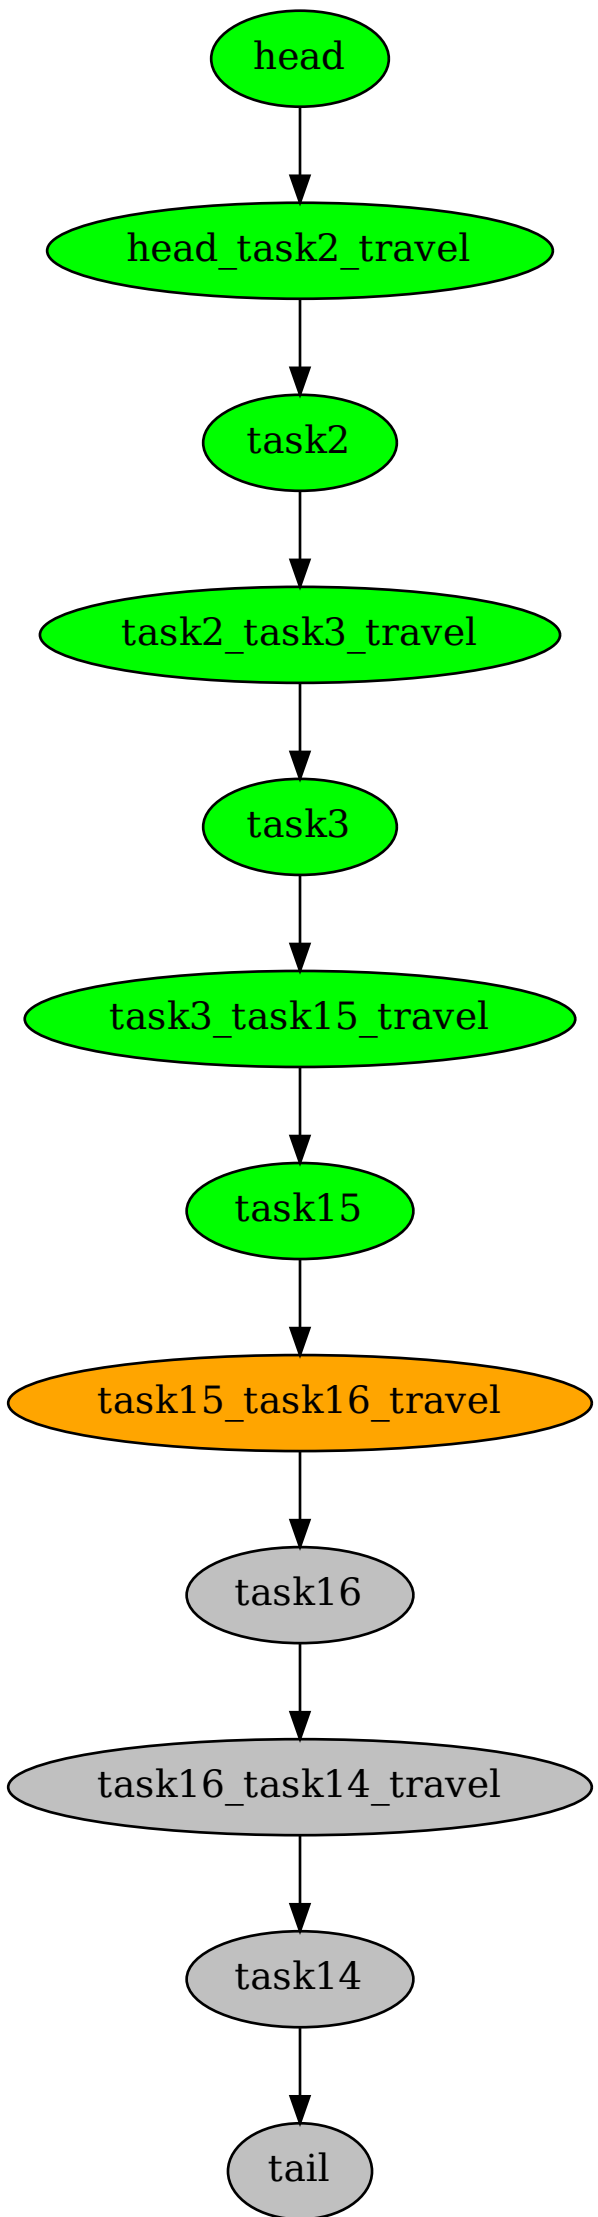 head
head_task2_travel
task2
task2_task3_travel
task3
task3_task15_travel
task15
task15_task16_travel
task16
task16_task14_travel
task14
tail